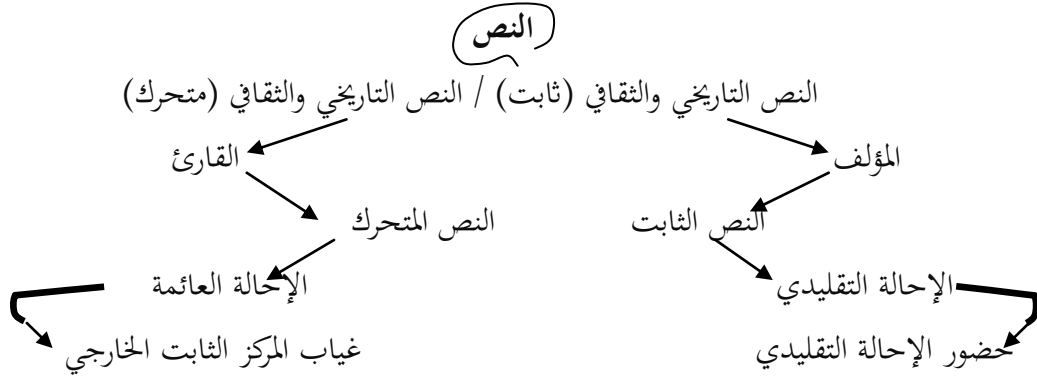 النص
النص التاريخي والثقافي (ثابت) / النص التاريخي والثقافي (متحرك)
المؤلف القارئ
النص الثابت النص المتحرك
الإحالة التقليدي الإحالة العائمة
حضور الإحالة التقليدي غياب المركز الثابت الخارجي